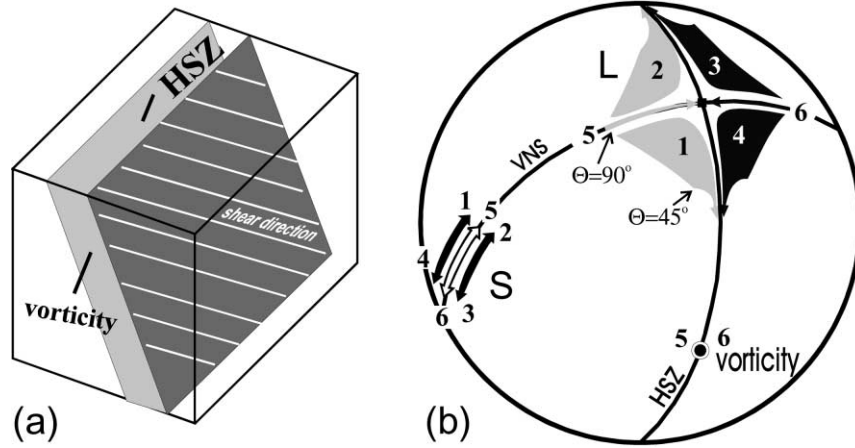 HSZ
shear direction
vorticity
(a)
L
2
3
1
4
5
6
VNS
Θ=90°
Θ=45°
1
5
2
4
S
6
3
5
6
vorticity
HSZ
(b)